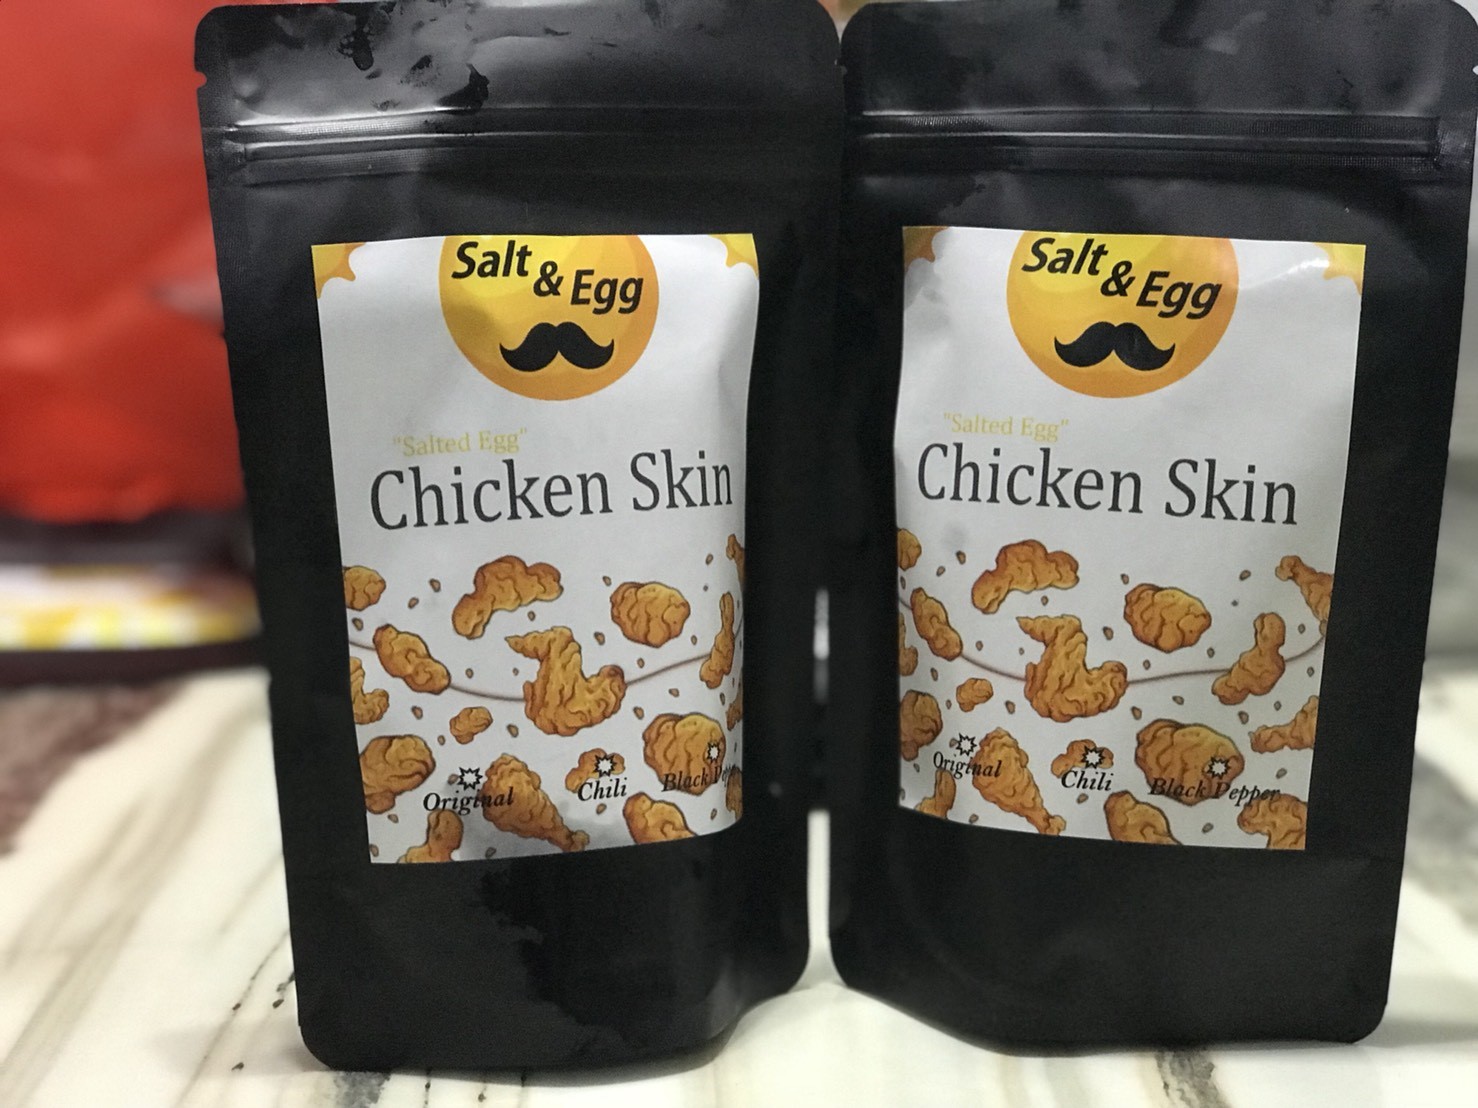 Salt
& Egg
"Salted Egg"
Chicken Skin
Original
Chili
Black Pepp
Salt
& Egg
"Salted Egg"
Chicken Skin
Original
Chili
Black Pepper